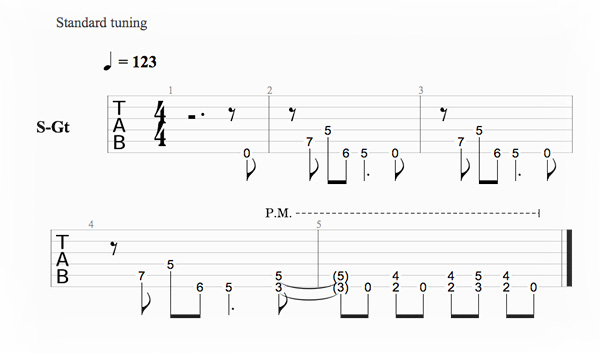 Standard tuning
♩ = 123
1 2 3
T 4
S-Gt A 4 5 5
B 7 7
0 6 5 0 6 5 0
P.M.
4 5
T
A 5
B 7 5 (5) 4 4 5 4
6 5 3 (3) 0 2 0 2 3 2 0